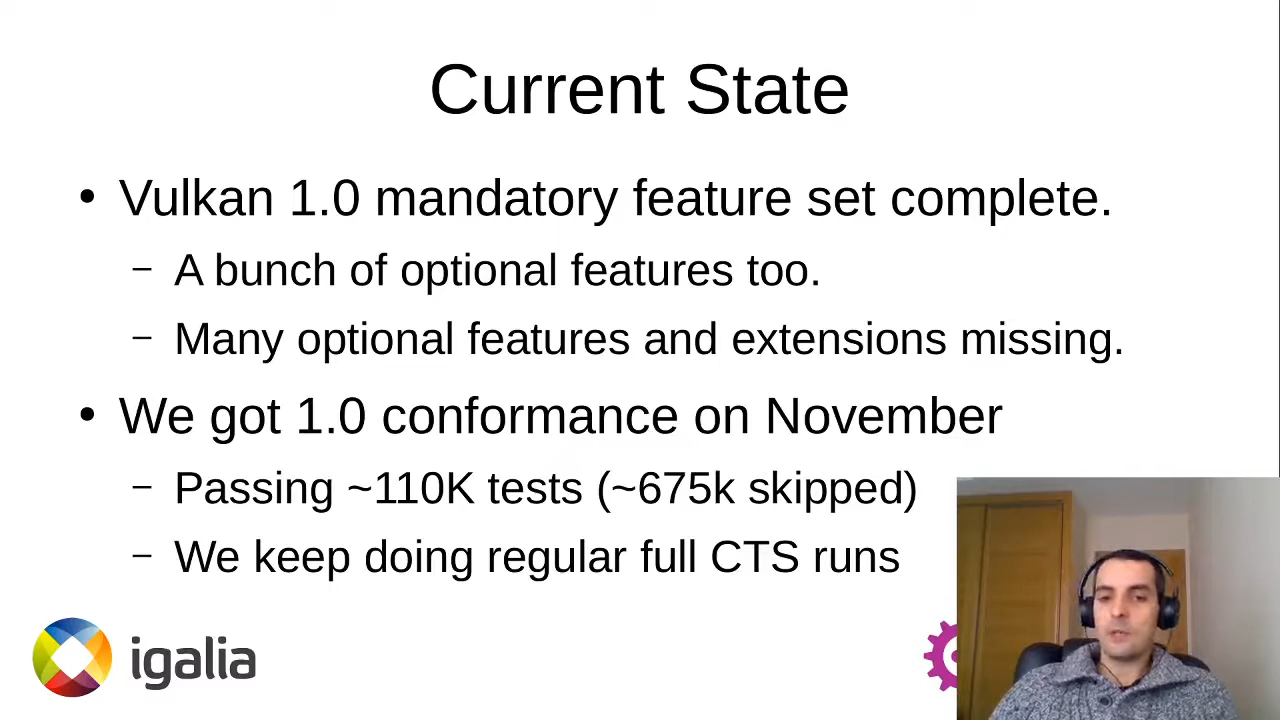 Current State
• Vulkan 1.0 mandatory feature set complete.
– A bunch of optional features too.
– Many optional features and extensions missing.
• We got 1.0 conformance on November
– Passing ~110K tests (~675k skipped)
– We keep doing regular full CTS runs
igalia